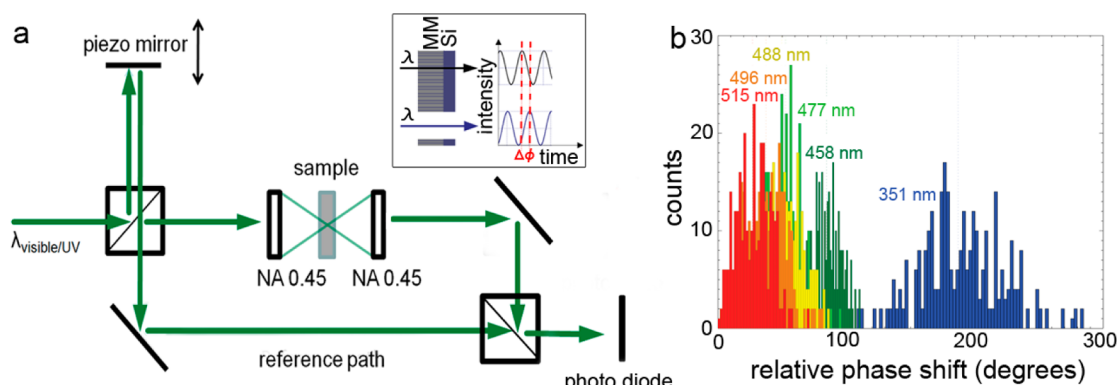 a
piezo mirror
λvisible/UV
sample
NA 0.45 NA 0.45
reference path
photo diode
MM
Si
λ
λ
intensity
Δϕ time
b
counts
30
20
10
0
0 100 200 300
488 nm
496 nm
515 nm
477 nm
458 nm
351 nm
relative phase shift (degrees)